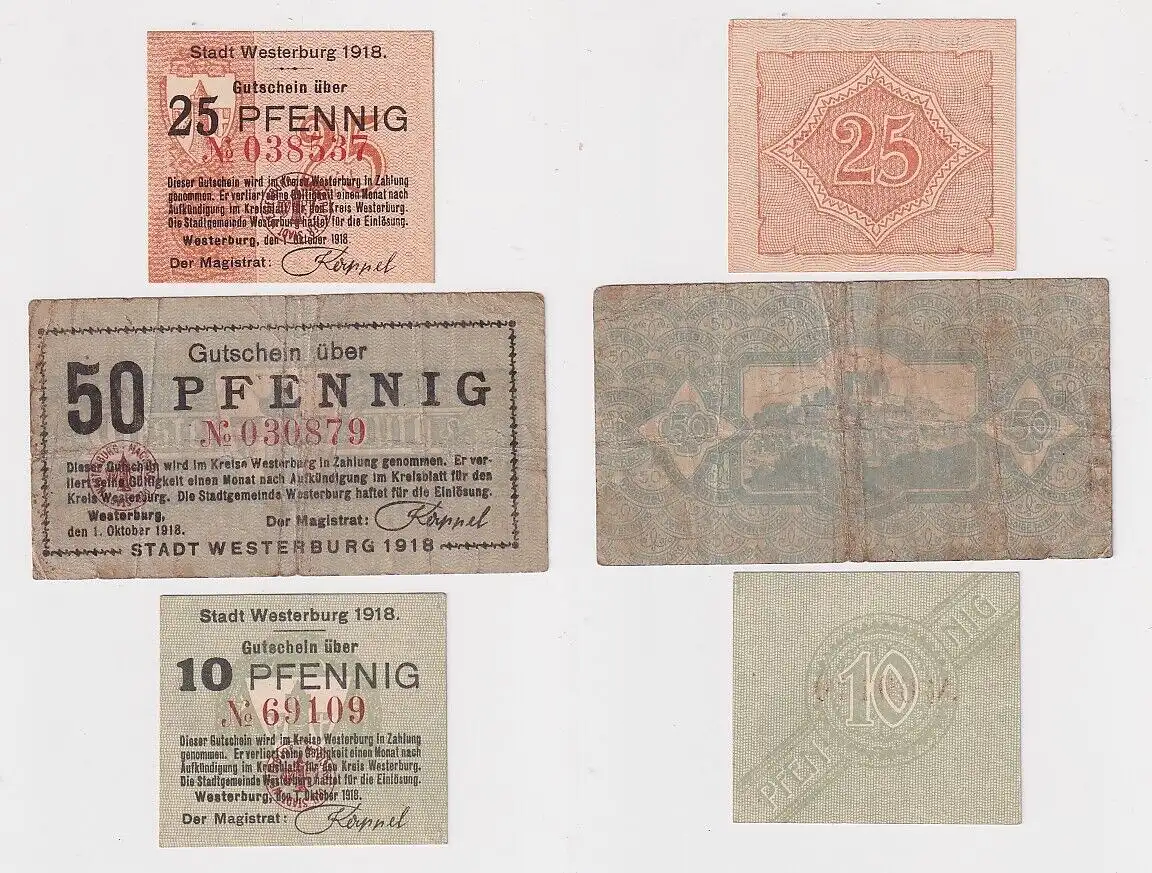 Stadt Westerburg 1918.
Gutschein über
25 PFENNIG
25
№ 038537
Dieser Gutschein wird im Kreise Westerburg in Zahlung
genommen. Er verliert seine Gültigkeit einen Monat nach
Aufkündigung im Kreisblatt für den Kreis Westerburg.
Die Stadtgemeinde Westerburg haftet für die Einlösung.
Westerburg, den 1. Oktober 1918.
Der Magistrat: Kappel
25
Gutschein über
50 PFENNIG
№ 030879
Dieser Gutschein wird im Kreise Westerburg in Zahlung genommen. Er ver-
liert seine Gültigkeit einen Monat nach Aufkündigung im Kreisblatt für den
Kreis Westerburg. Die Stadtgemeinde Westerburg haftet für die Einlösung.
Westerburg,
den 1. Oktober 1918.
Der Magistrat: Kappel
STADT WESTERBURG 1918
50
50
Stadt Westerburg 1918.
Gutschein über
10 PFENNIG
№ 69109
Dieser Gutschein wird im Kreise Westerburg in Zahlung
genommen. Er verliert seine Gültigkeit einen Monat nach
Aufkündigung im Kreisblatt für den Kreis Westerburg.
Die Stadtgemeinde Westerburg haftet für die Einlösung.
Westerburg, den 1. Oktober 1918.
Der Magistrat: Kappel
10
PFENNIG